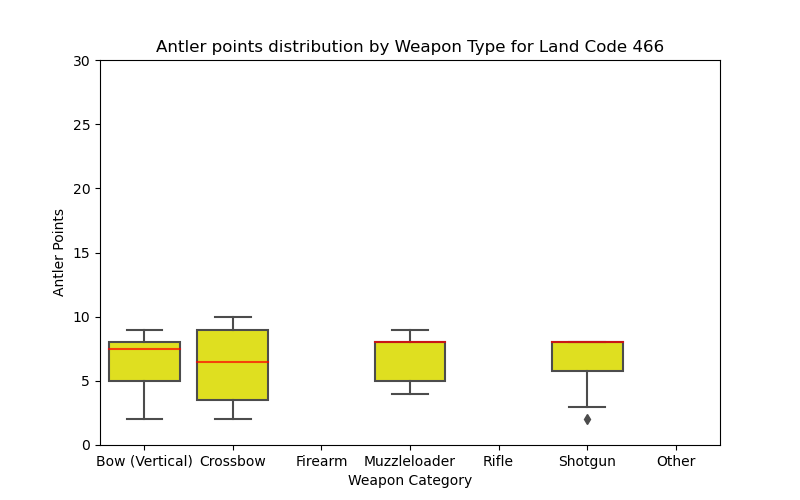 Antler points distribution by Weapon Type for Land Code 466
30
25
20
15
10
5
0
Antler Points
Bow (Vertical) Crossbow Firearm Muzzleloader Rifle Shotgun Other
Weapon Category